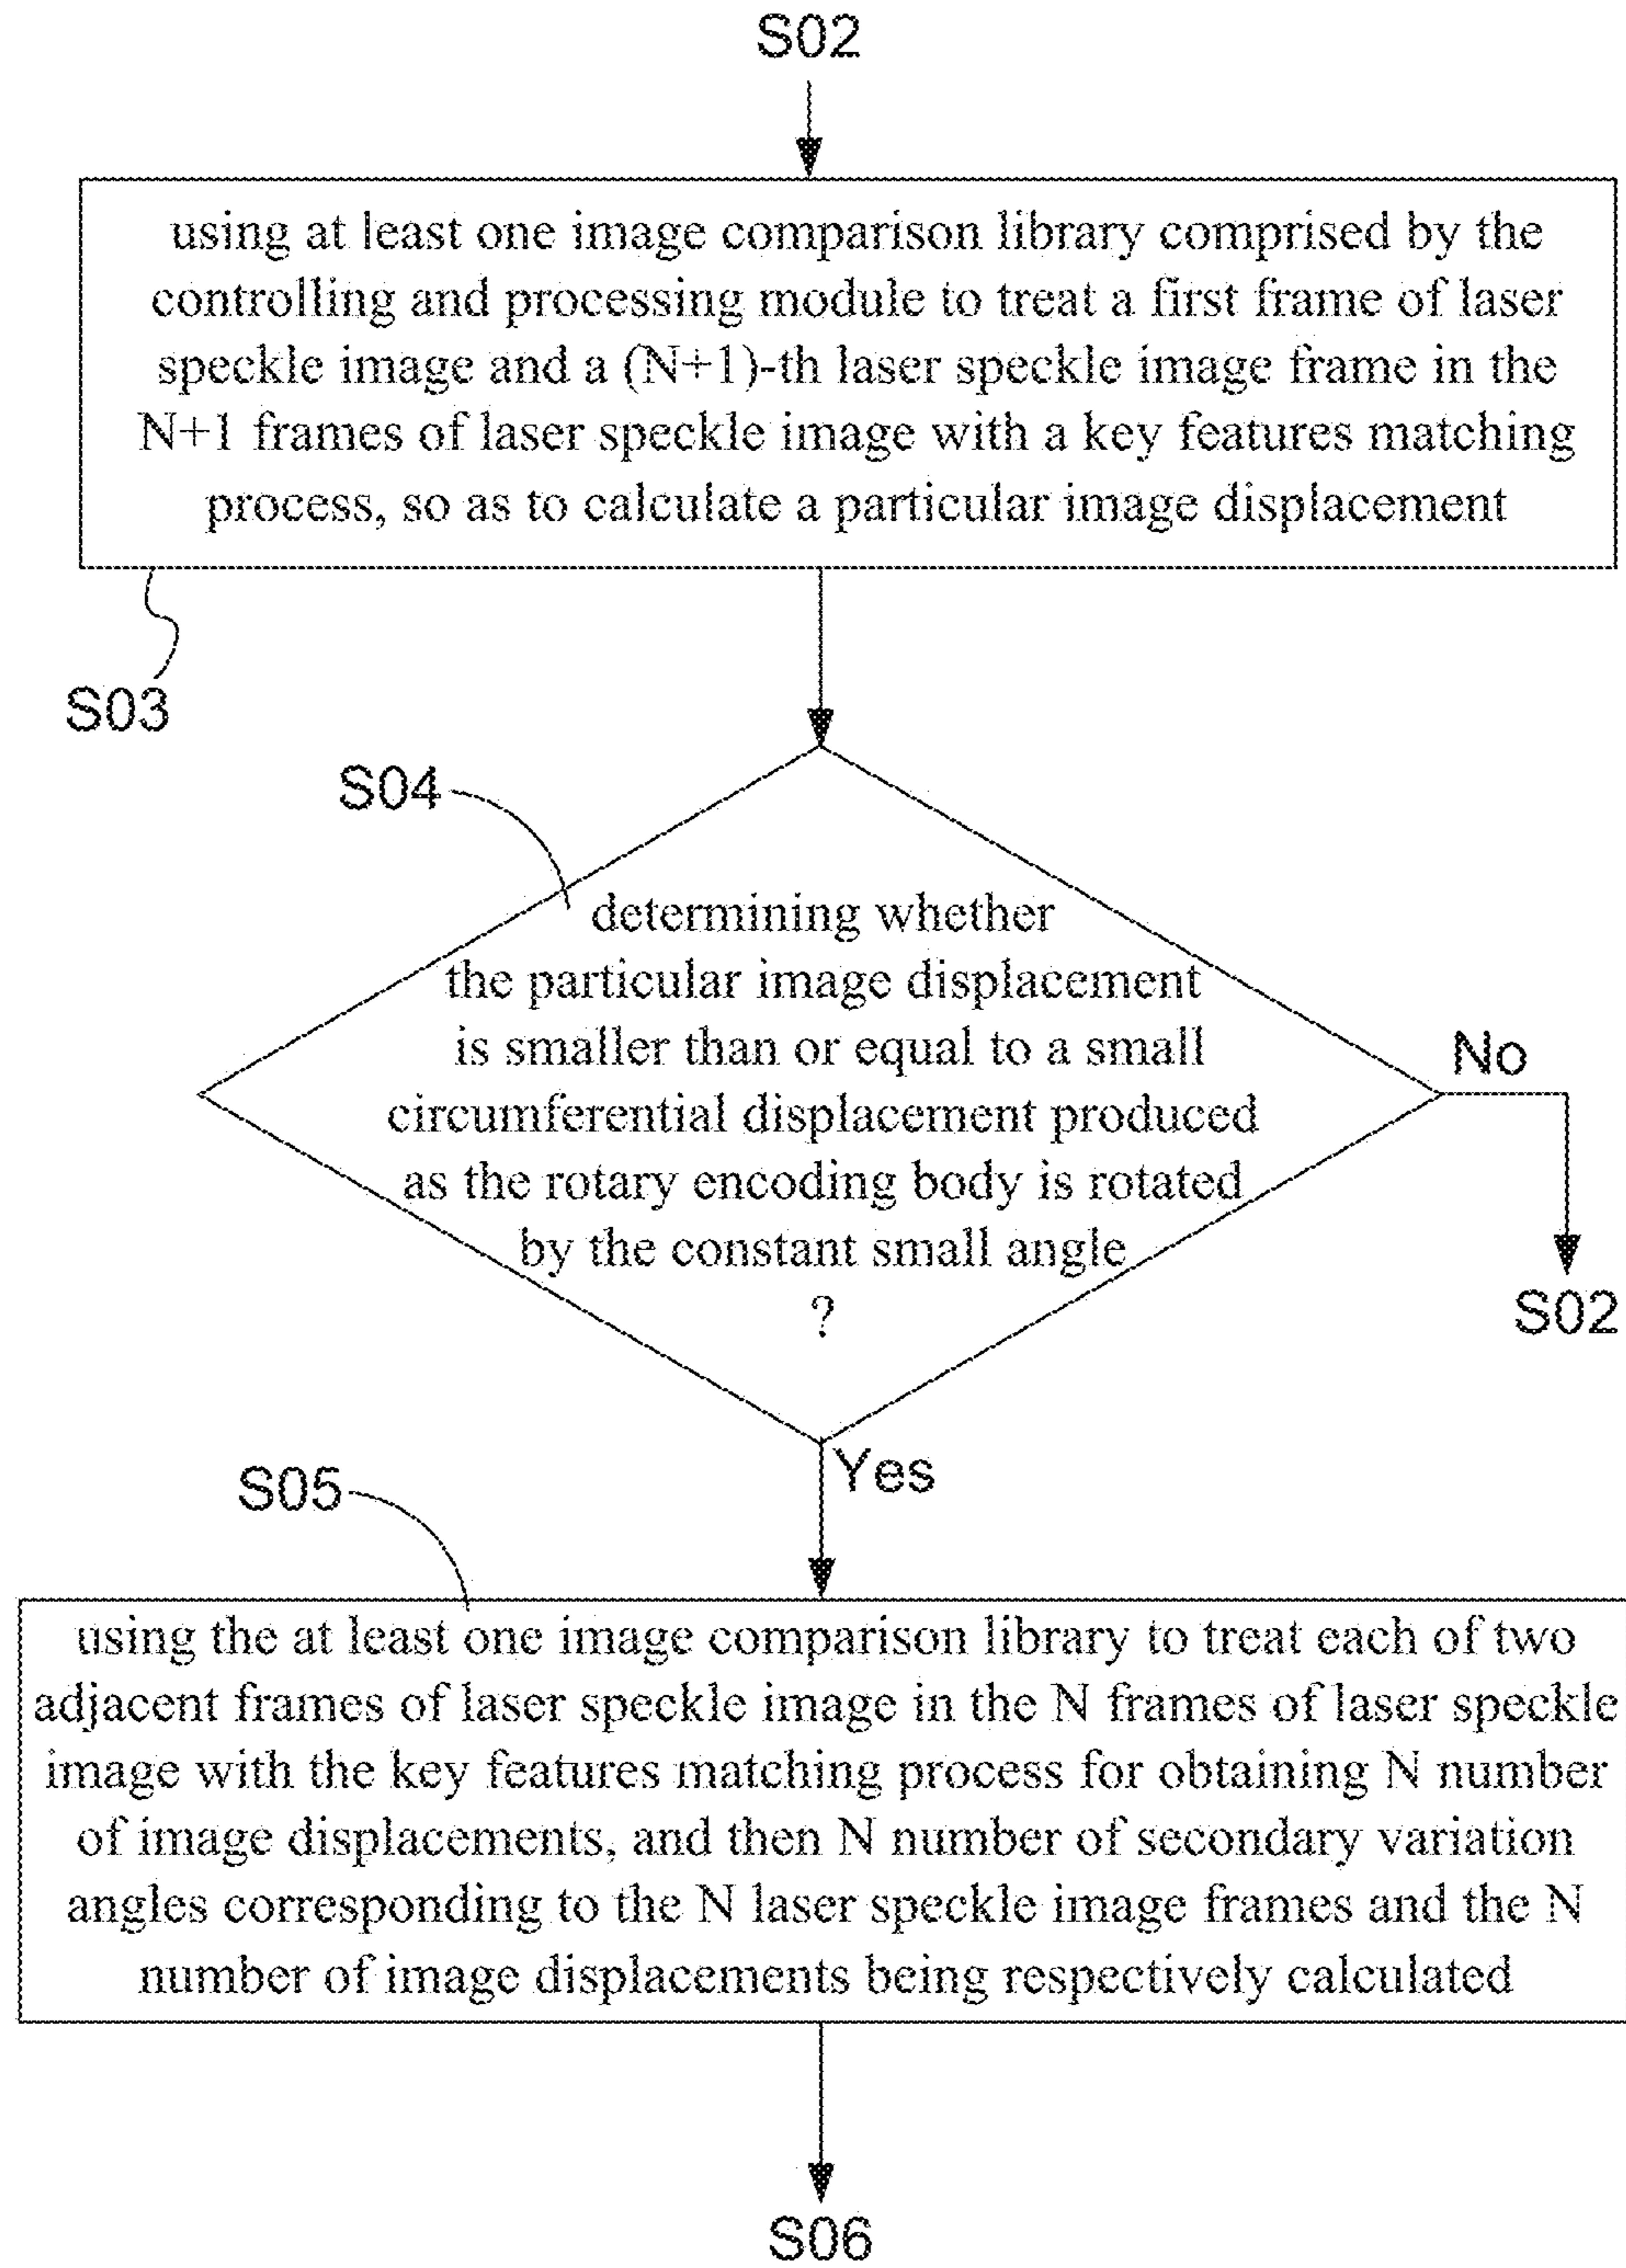 S02
using at least one image comparison library comprised by the
controlling and processing module to treat a first frame of laser
speckle image and a (N+1)-th laser speckle image frame in the
N+1 frames of laser speckle image with a key features matching
process, so as to calculate a particular image displacement
S03
S04
determining whether
the particular image displacement
is smaller than or equal to a small
circumferential displacement produced
as the rotary encoding body is rotated
by the constant small angle
?
No
S02
Yes
S05
using the at least one image comparison library to treat each of two
adjacent frames of laser speckle image in the N frames of laser speckle
image with the key features matching process for obtaining N number
of image displacements, and then N number of secondary variation
angles corresponding to the N laser speckle image frames and the N
number of image displacements being respectively calculated
S06